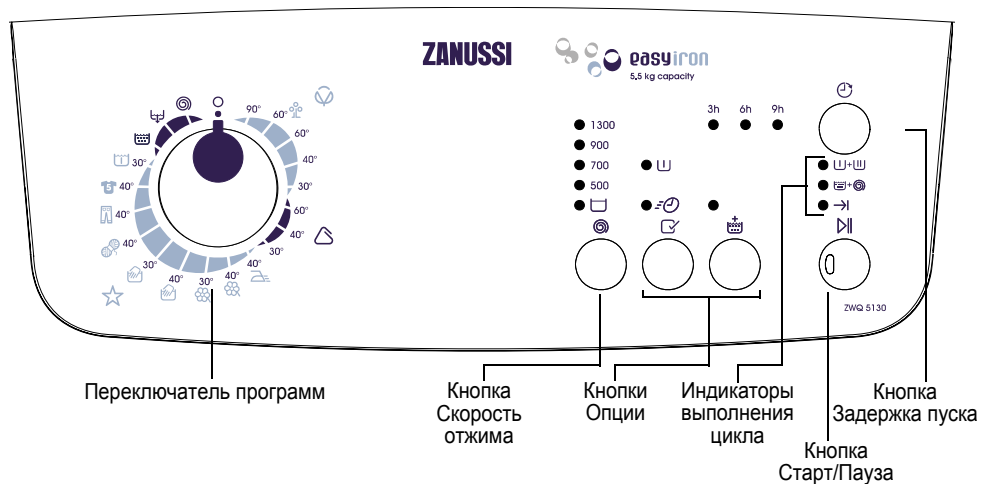 ZANUSSI
easyiron
5.5 kg capacity
90°
60°
60°
40°
30°
60°
40°
30°
40°
40°
30°
40°
30°
40°
40°
40°
30°
5
1300
900
700
500
3h 6h 9h
ZWQ 5130
Переключатель программ
Кнопка
Скорость
отжима
Кнопки
Опции
Индикаторы
выполнения
цикла
Кнопка
Задержка пуска
Кнопка
Старт/Пауза